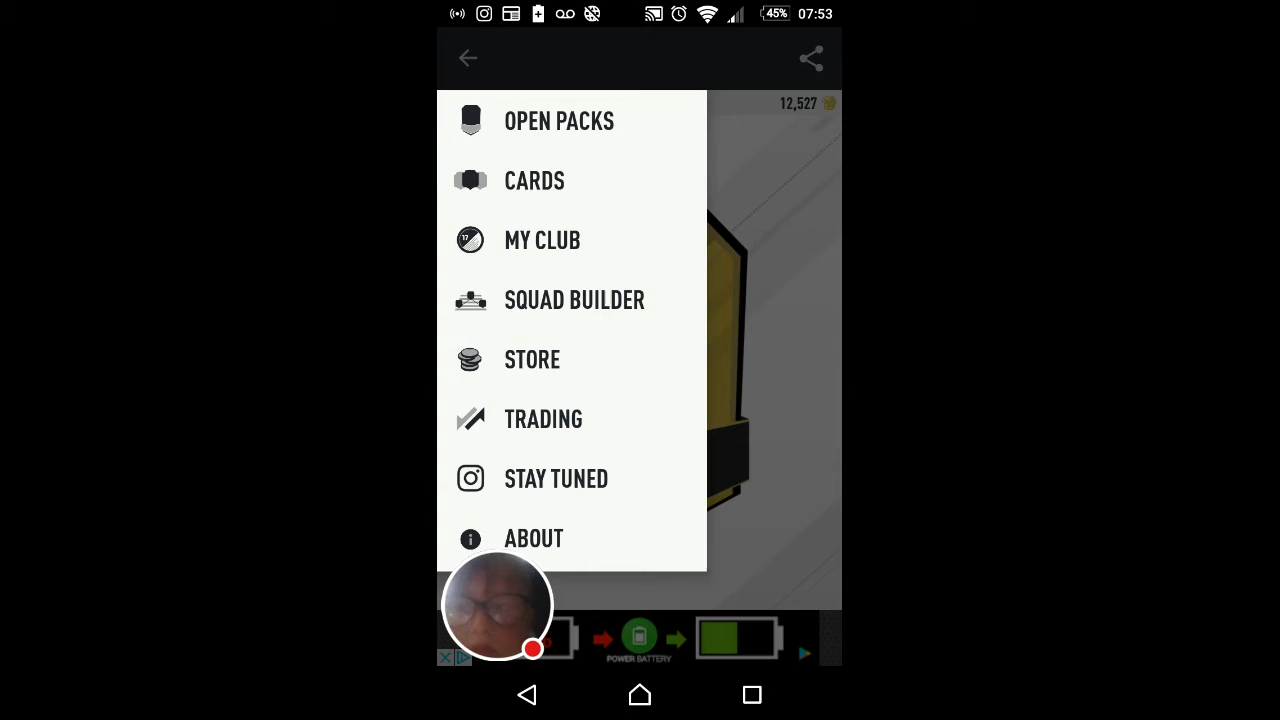 45% 07:53
12,527
OPEN PACKS
CARDS
17
MY CLUB
SQUAD BUILDER
STORE
TRADING
STAY TUNED
ABOUT
POWER BATTERY